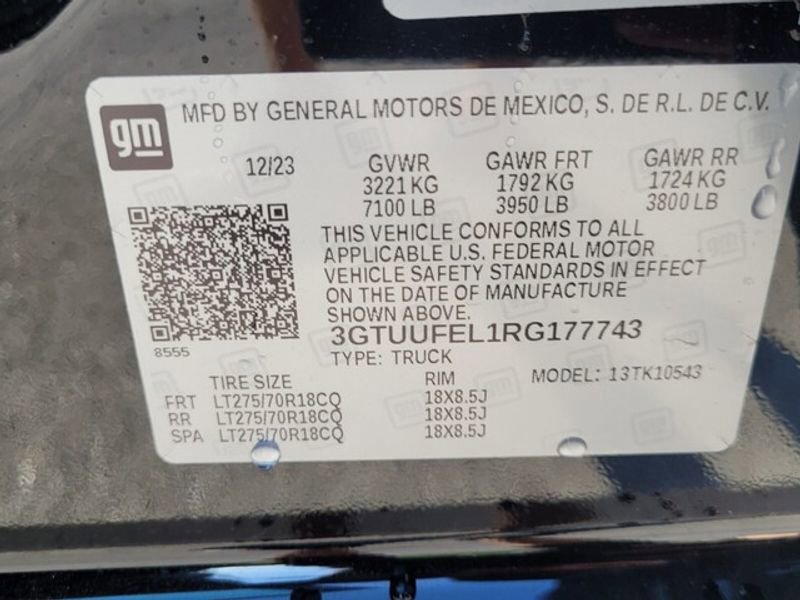 gm
MFD BY GENERAL MOTORS DE MEXICO, S. DE R.L. DE C.V.
12/23 GVWR GAWR FRT GAWR RR
3221 KG 1792 KG 1724 KG
7100 LB 3950 LB 3800 LB
THIS VEHICLE CONFORMS TO ALL
APPLICABLE U.S. FEDERAL MOTOR
VEHICLE SAFETY STANDARDS IN EFFECT
ON THE DATE OF MANUFACTURE
SHOWN ABOVE.
8555 3GTUUFEL1RG177743
TYPE: TRUCK
TIRE SIZE RIM MODEL: 13TK10543
FRT LT275/70R18CQ 18X8.5J
RR LT275/70R18CQ 18X8.5J
SPA LT275/70R18CQ 18X8.5J